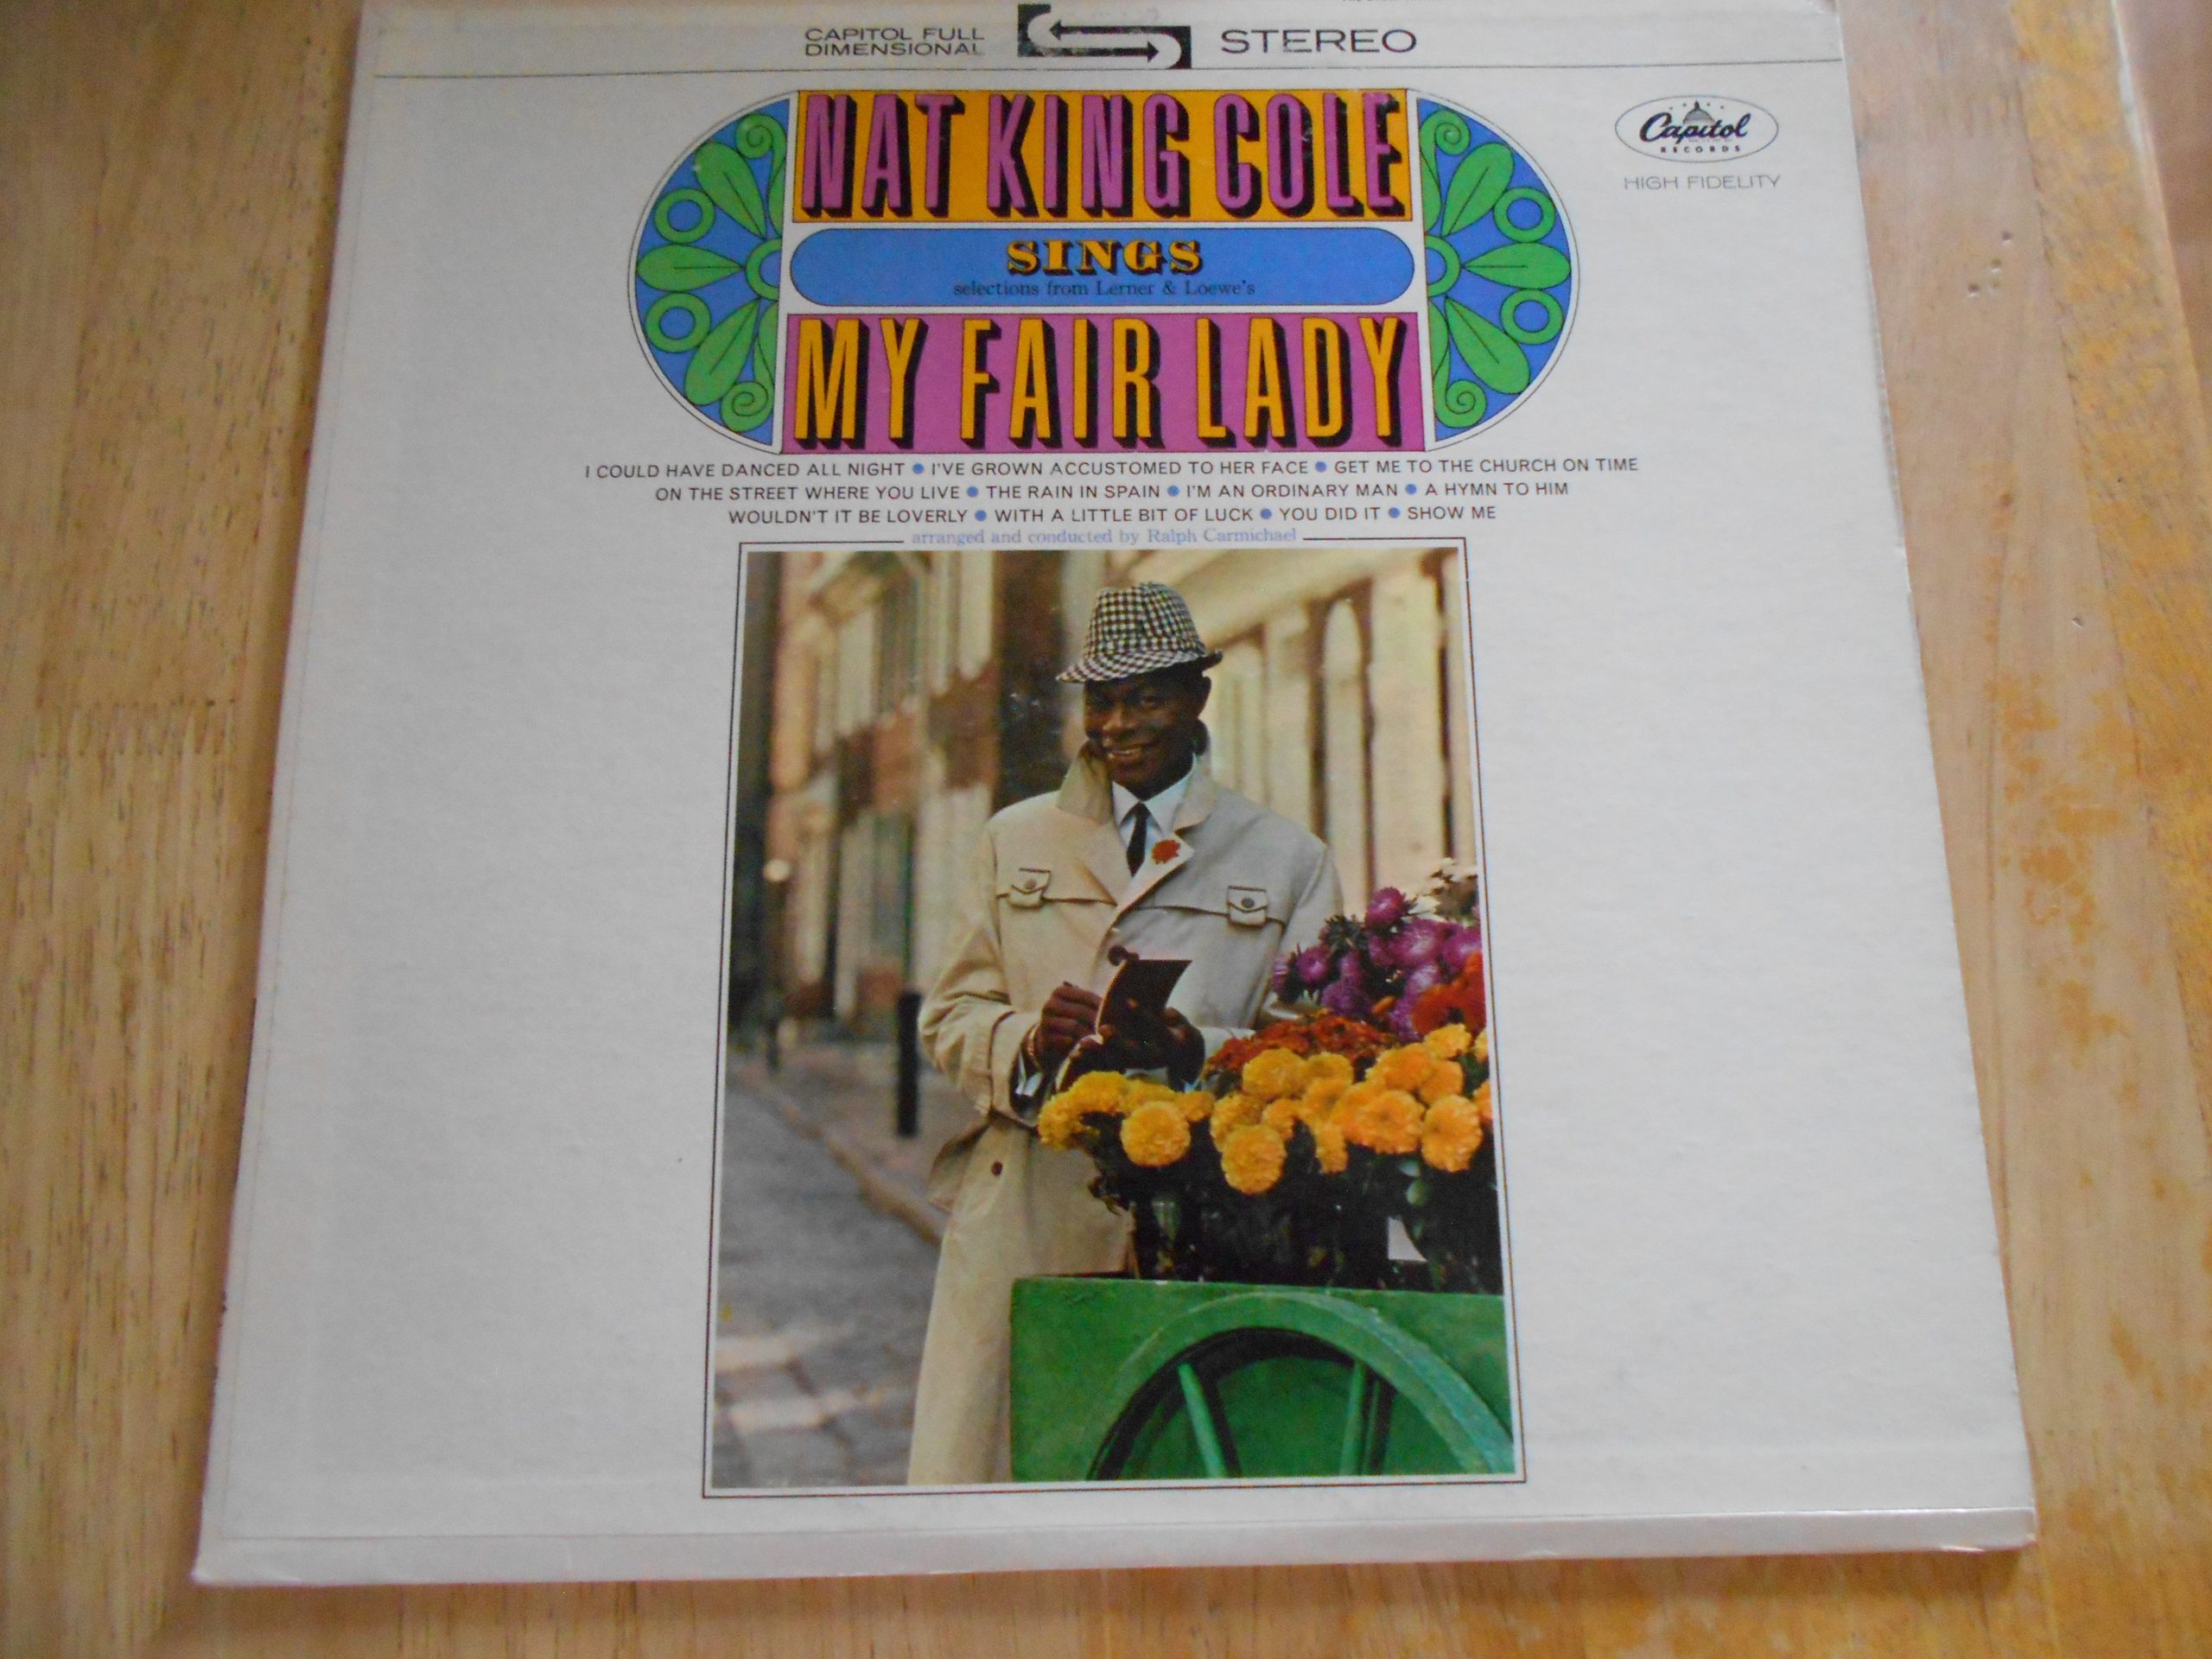 CAPITOL FULL
DIMENSIONAL
STEREO
NAT KING COLE
Capitol
RECORDS
HIGH FIDELITY
SINGS
selections from Lerner & Loewe's
MY FAIR LADY
I COULD HAVE DANCED ALL NIGHT • I'VE GROWN ACCUSTOMED TO HER FACE • GET ME TO THE CHURCH ON TIME
ON THE STREET WHERE YOU LIVE • THE RAIN IN SPAIN • I'M AN ORDINARY MAN • A HYMN TO HIM
WOULDN'T IT BE LOVERLY • WITH A LITTLE BIT OF LUCK • YOU DID IT • SHOW ME
arranged and conducted by Ralph Carmichael